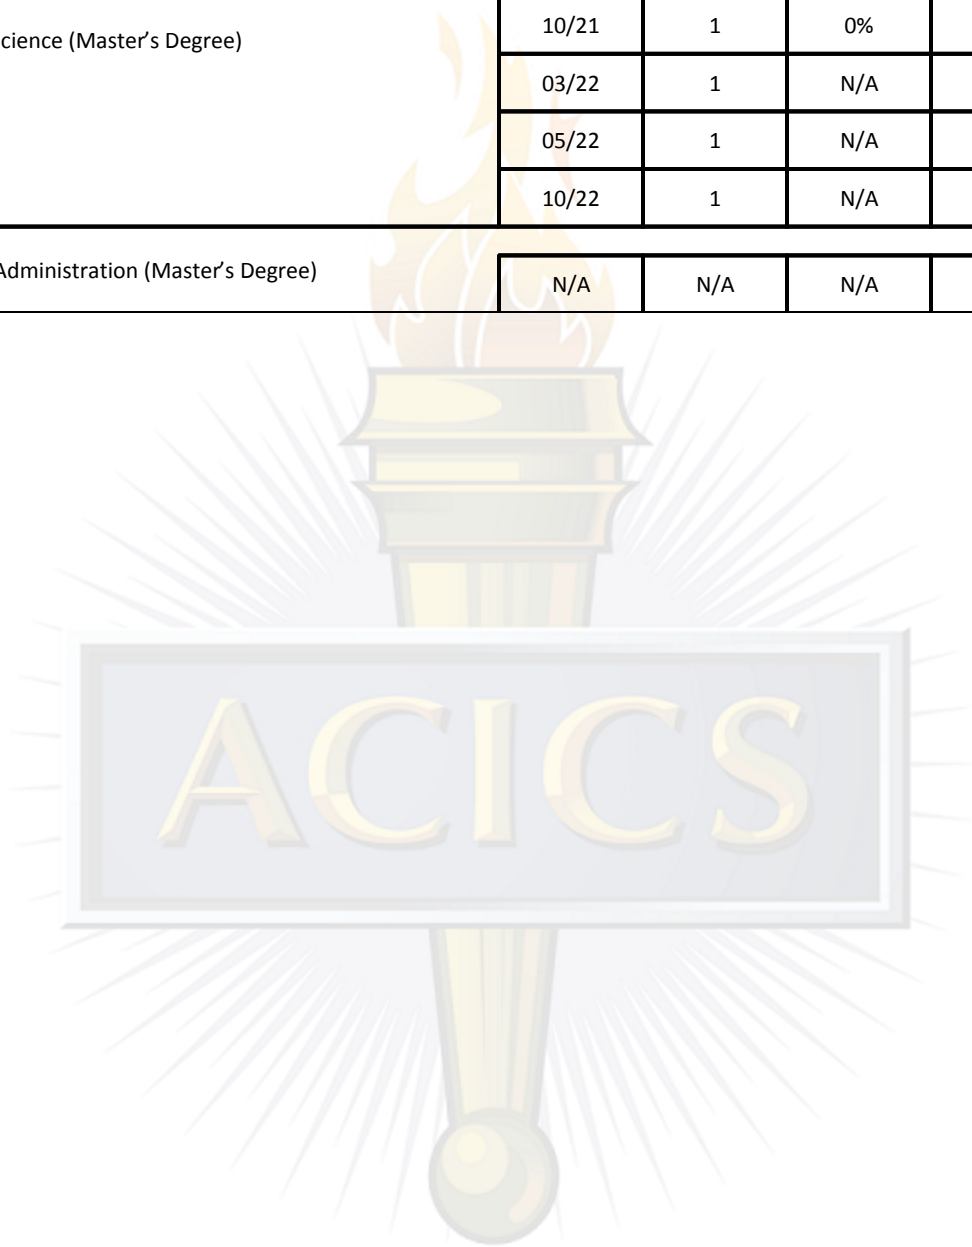 10/21 1 0%
cience (Master's Degree)
03/22 1 N/A
05/22 1 N/A
10/22 1 N/A
Administration (Master's Degree)
N/A N/A N/A
ACICS